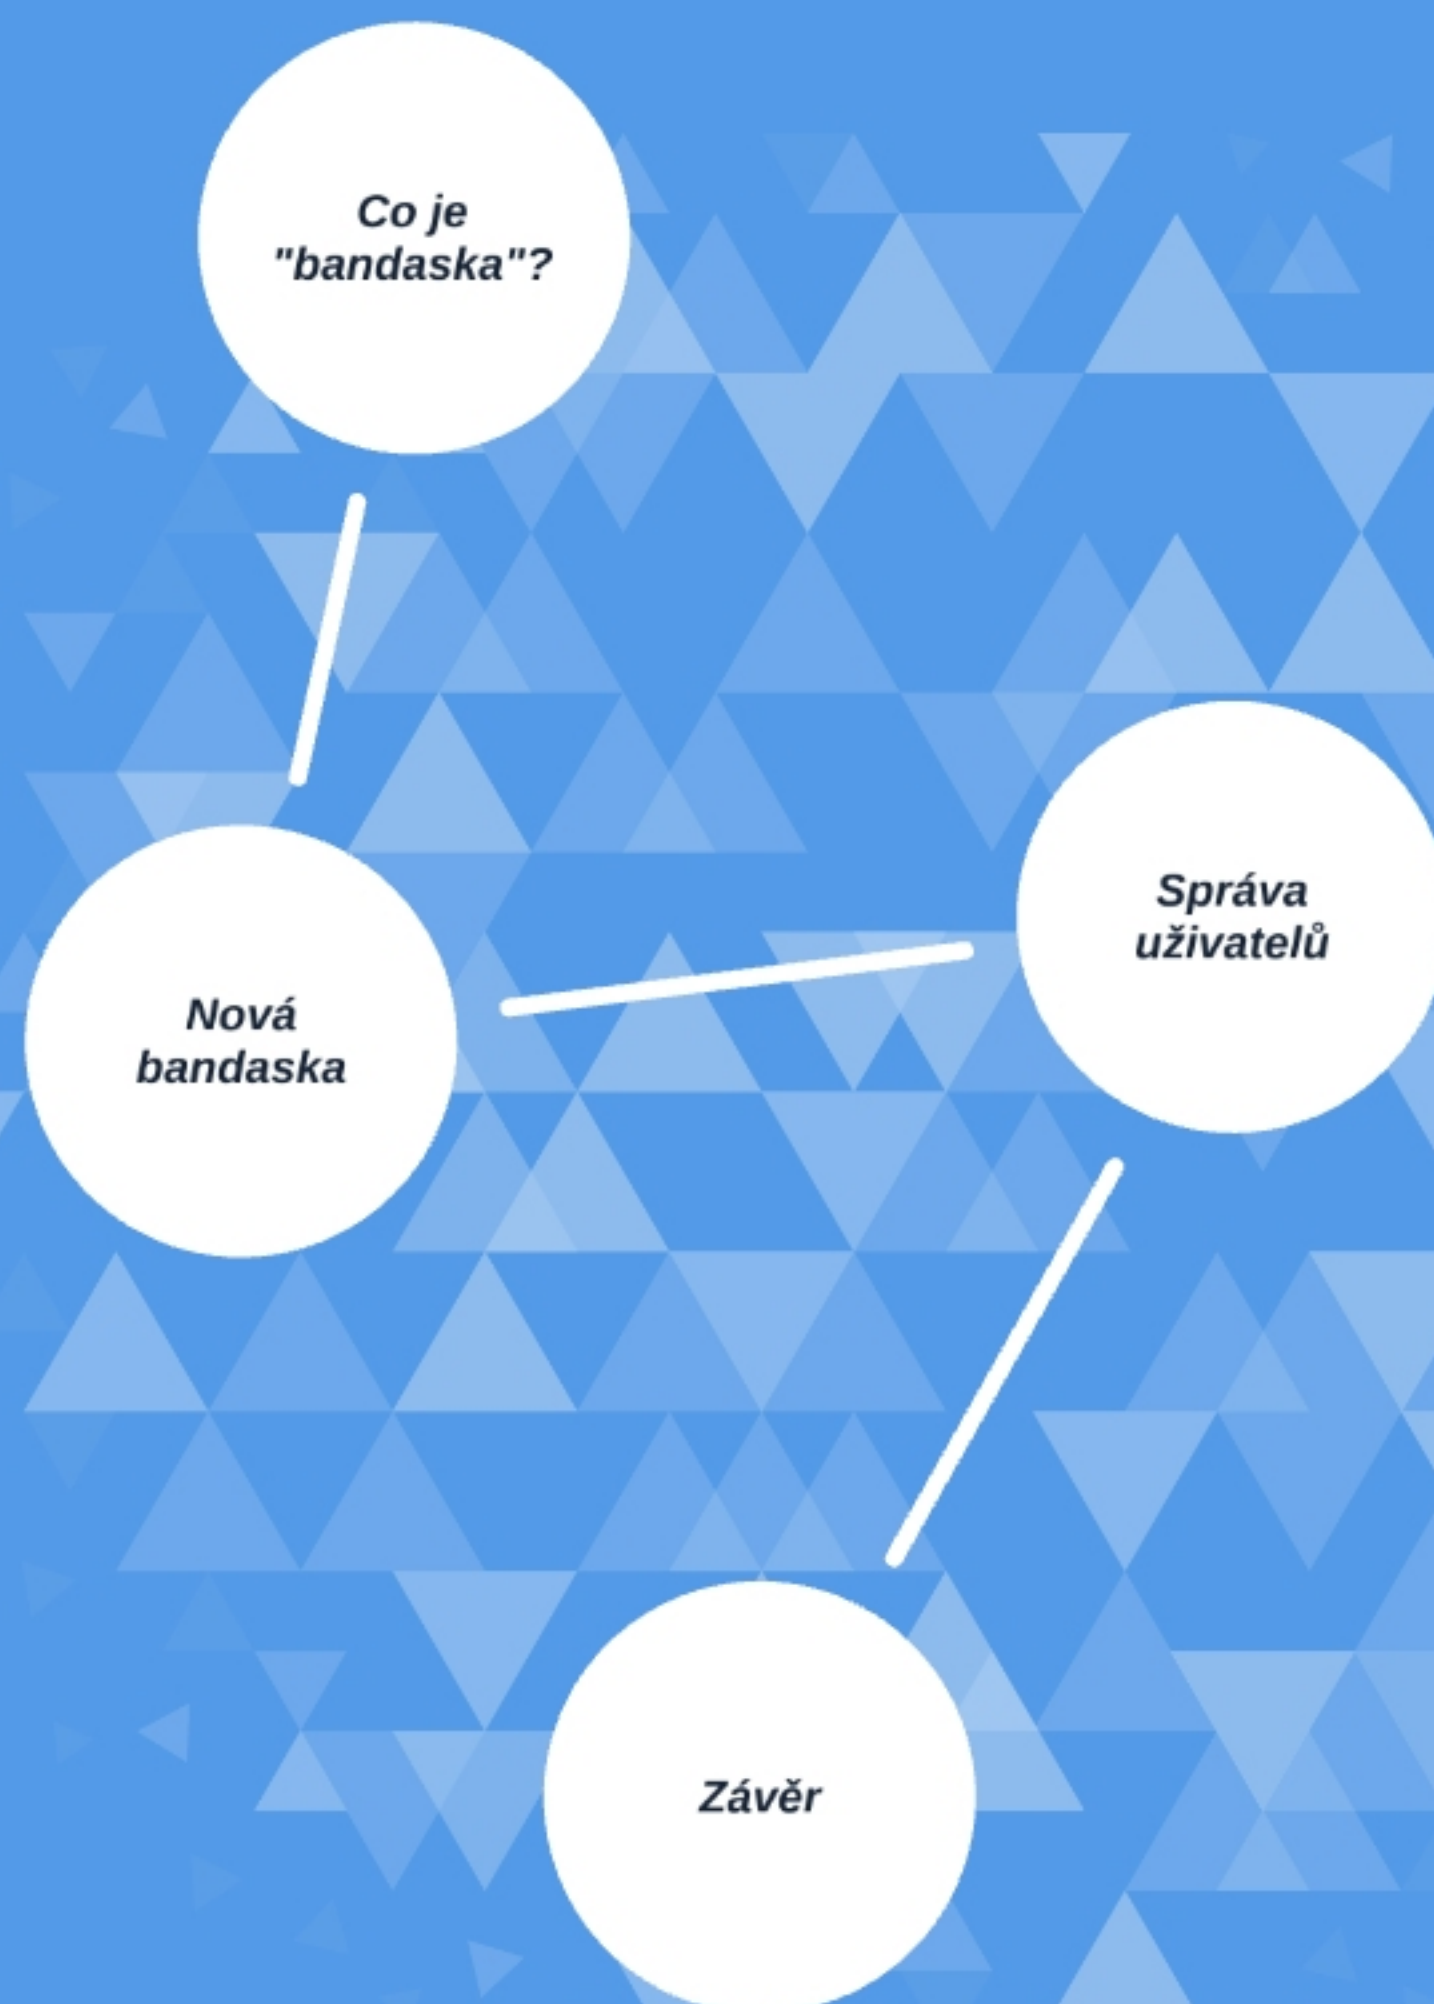 Co je
"bandaska"?
Nová
bandaska
Správa
uživatelů
Závěr